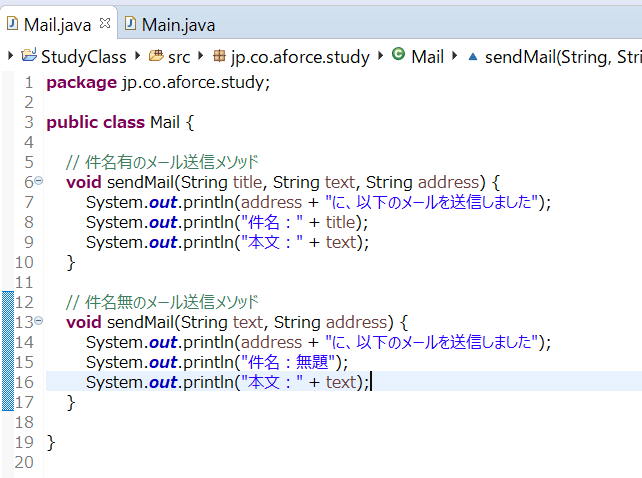 Mail.java Main.java
StudyClass src jp.co.aforce.study Mail sendMail(String, Str
1 package jp.co.aforce.study;
2
3 public class Mail {
4
5 // 件名有のメール送信メソッド
6 void sendMail(String title, String text, String address) {
7 System.out.println(address + "に、以下のメールを送信しました");
8 System.out.println("件名：" + title);
9 System.out.println("本文：" + text);
10 }
11
12 // 件名無のメール送信メソッド
13 void sendMail(String text, String address) {
14 System.out.println(address + "に、以下のメールを送信しました");
15 System.out.println("件名：無題");
16 System.out.println("本文：" + text);
17 }
18
19 }
20